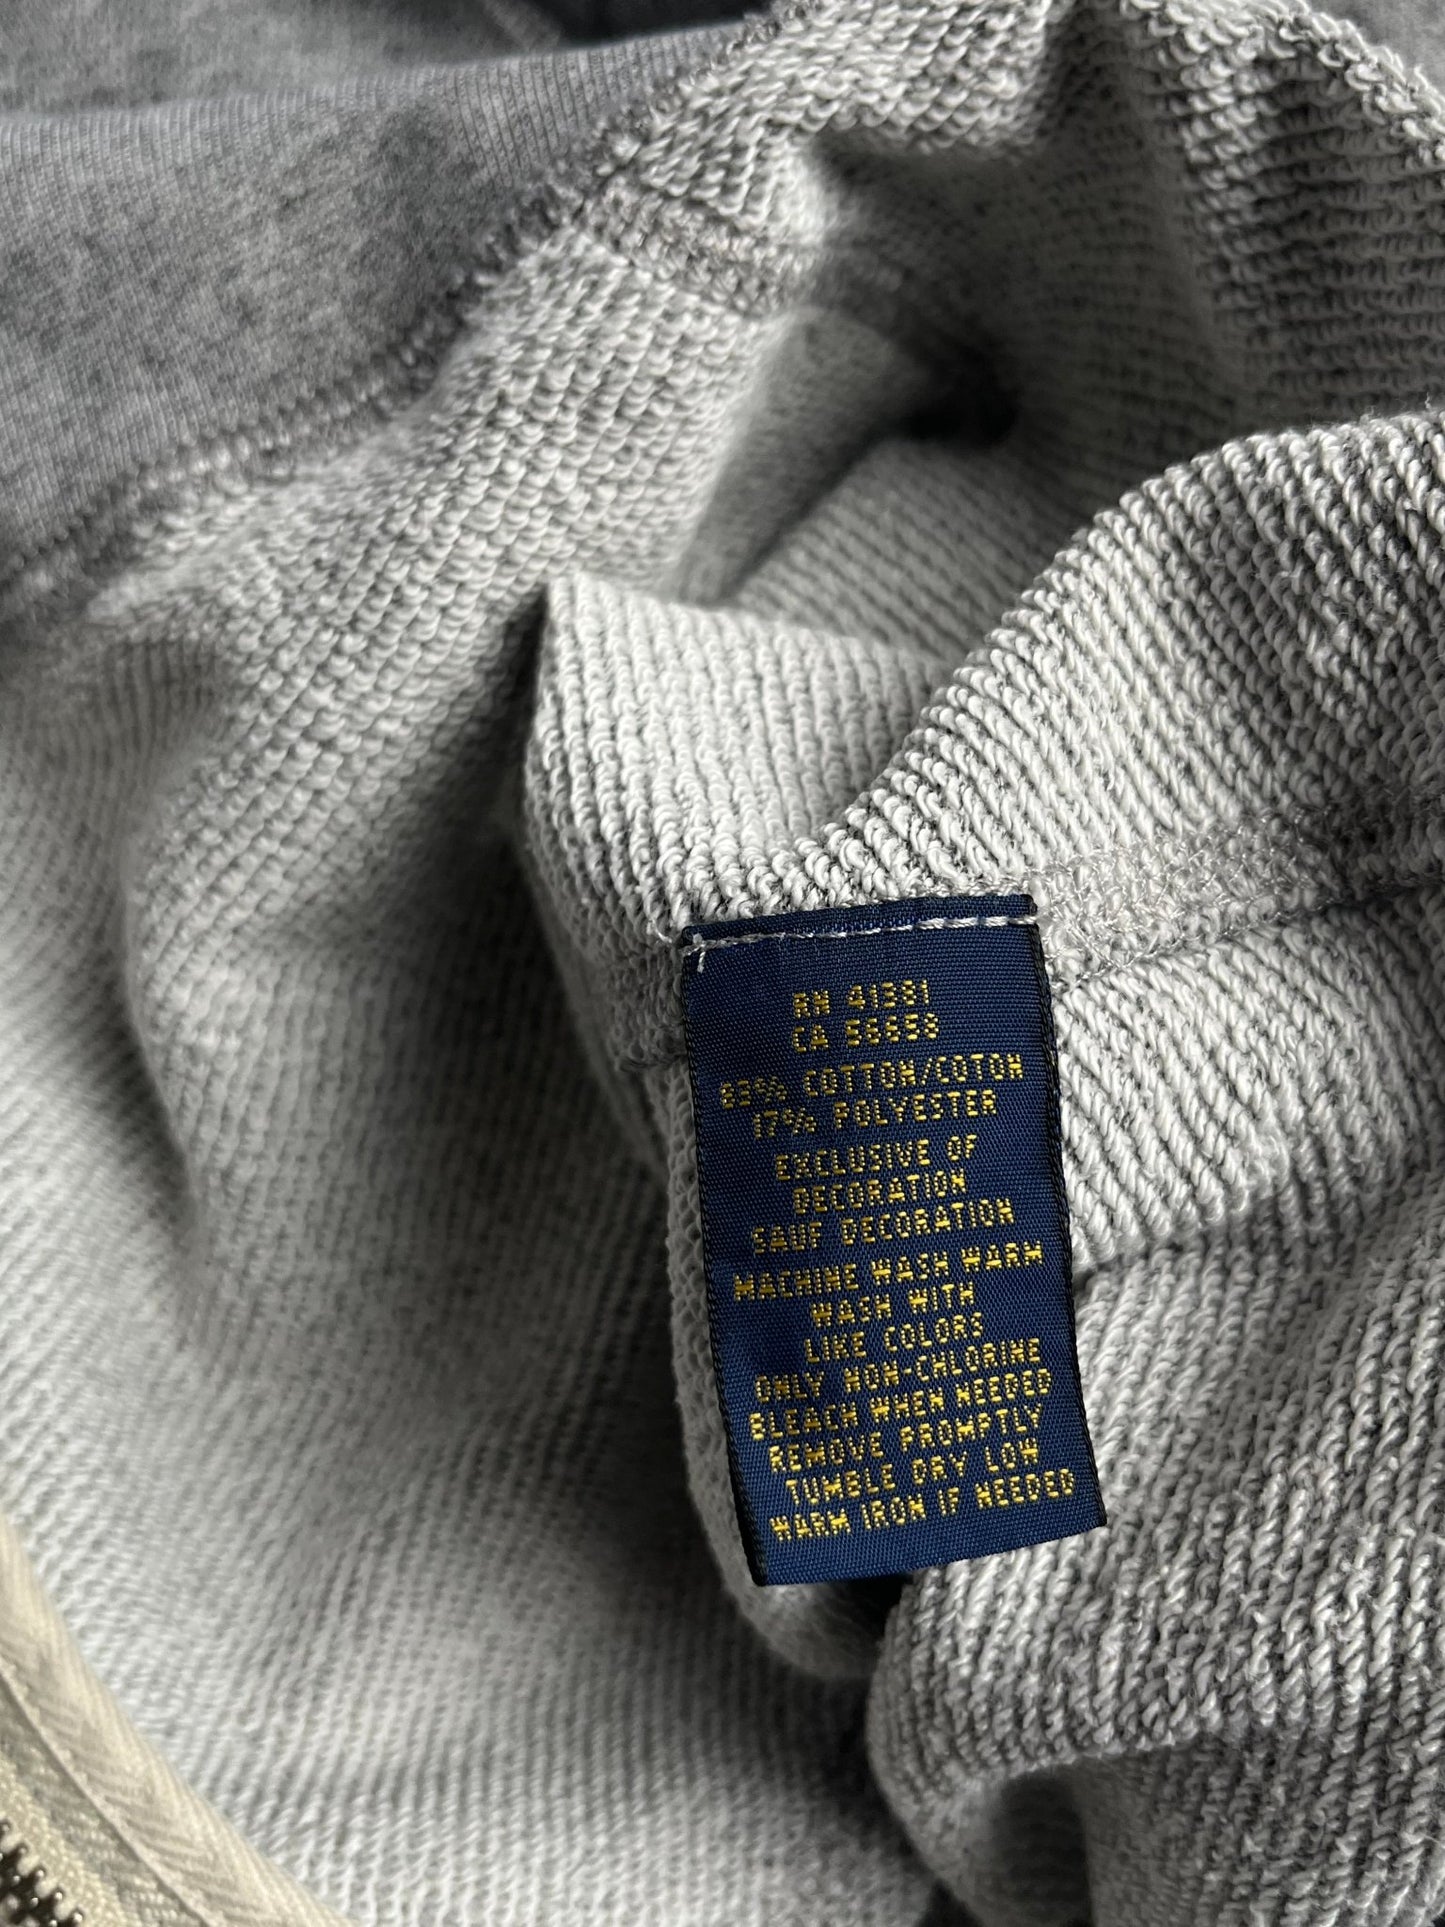 RN 41381
CA 56658
83% COTTON/COTON
17% POLYESTER
EXCLUSIVE OF
DECORATION
SAUF DECORATION
MACHINE WASH WARM
WASH WITH
LIKE COLORS
ONLY NON-CHLORINE
BLEACH WHEN NEEDED
REMOVE PROMPTLY
TUMBLE DRY LOW
WARM IRON IF NEEDED